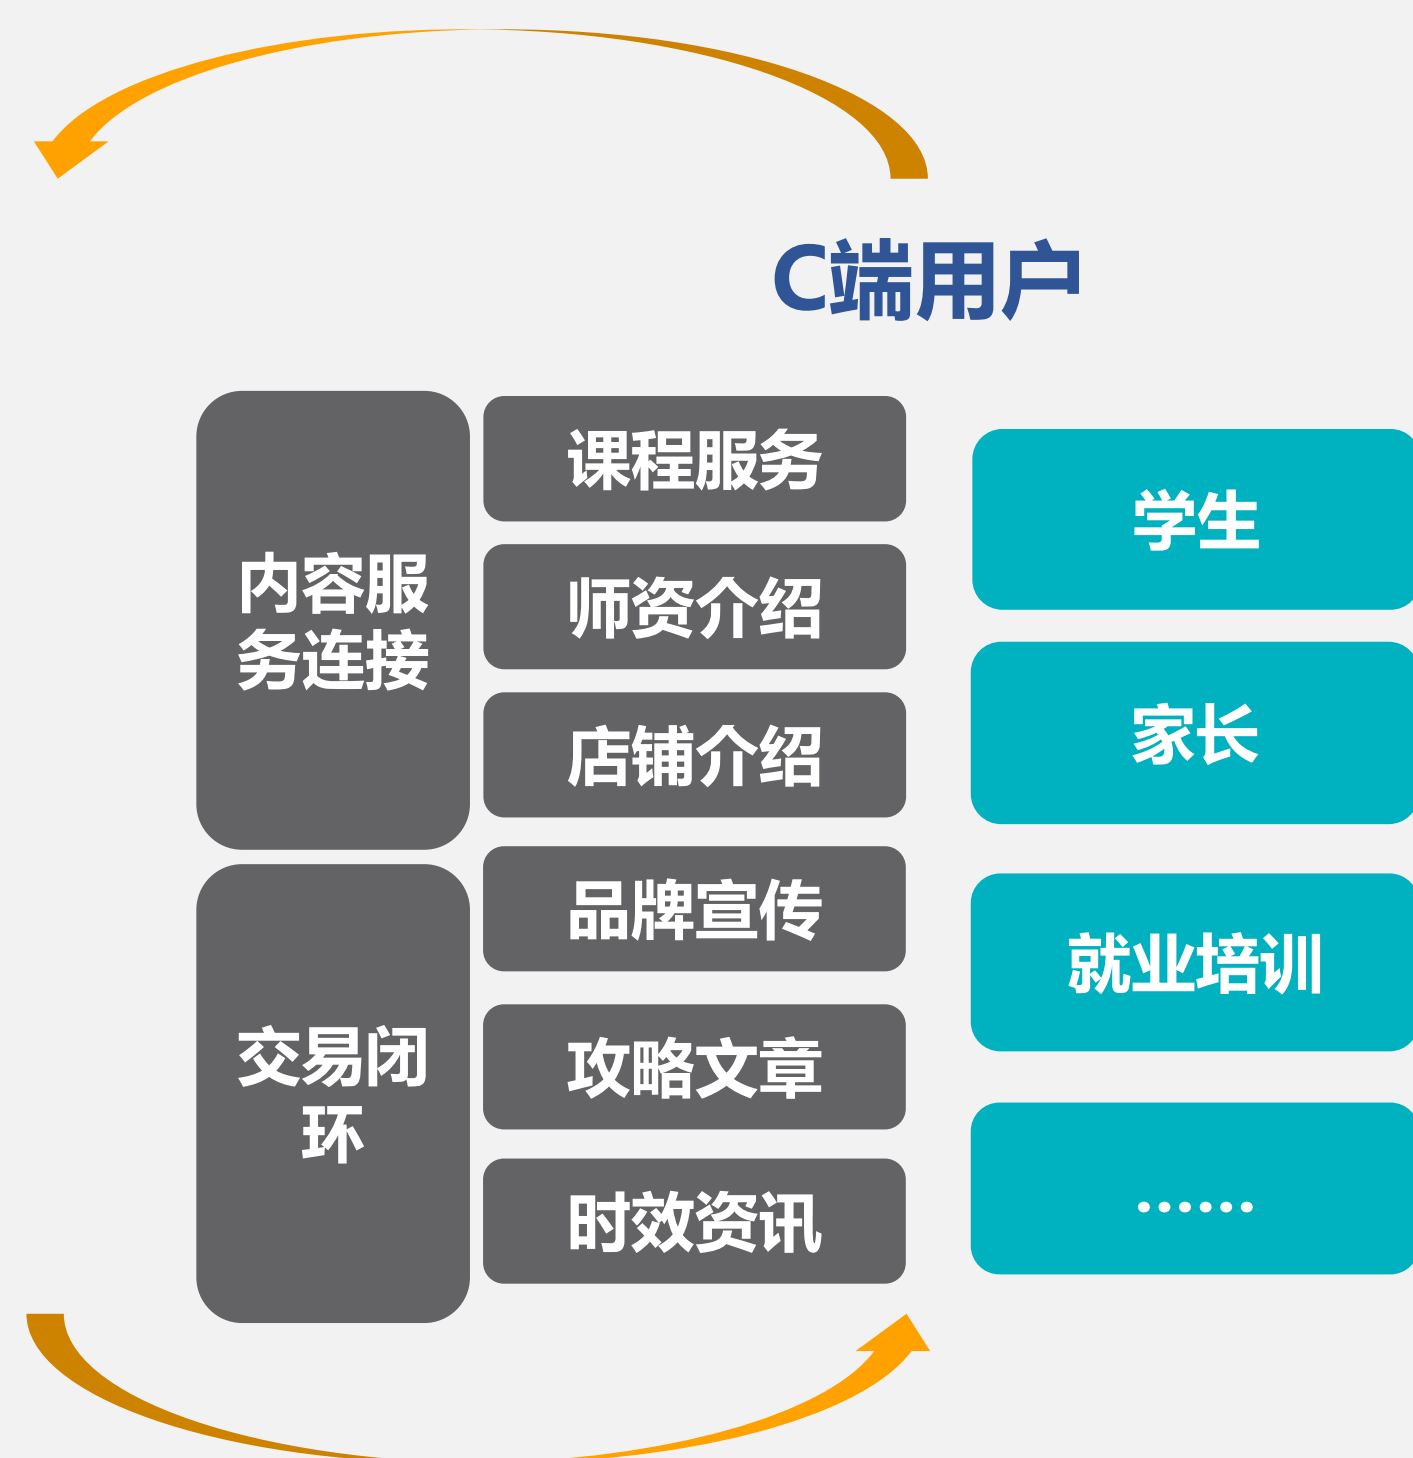 C端用户
内容服
务连接
交易闭
环
课程服务
师资介绍
店铺介绍
品牌宣传
攻略文章
时效资讯
学生
家长
就业培训
……